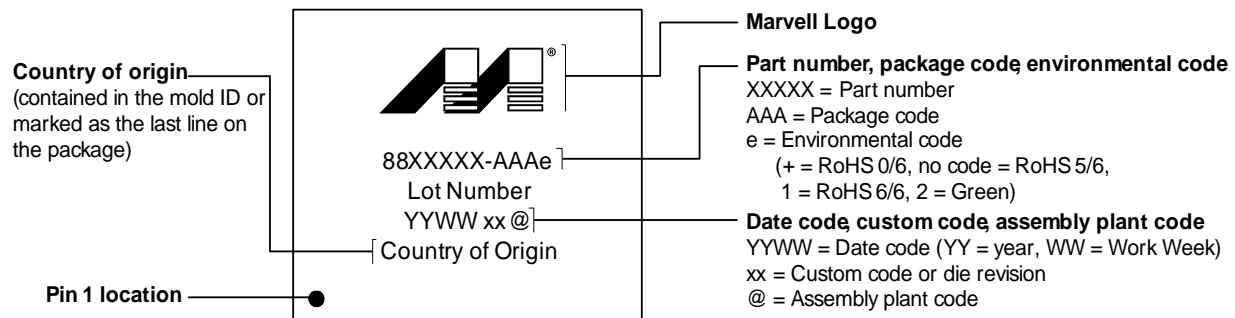 Marvell Logo
Country of origin
(contained in the mold ID or
marked as the last line on
the package)
®
Part number, package code, environmental code
XXXXX = Part number
AAA = Package code
e = Environmental code
(+ = RoHS 0/6, no code = RoHS 5/6,
1 = RoHS 6/6, 2 = Green)
88XXXXX-AAAe
Lot Number
YYWW xx @
Country of Origin
Date code, custom code, assembly plant code
YYWW = Date code (YY = year, WW = Work Week)
xx = Custom code or die revision
@ = Assembly plant code
Pin 1 location